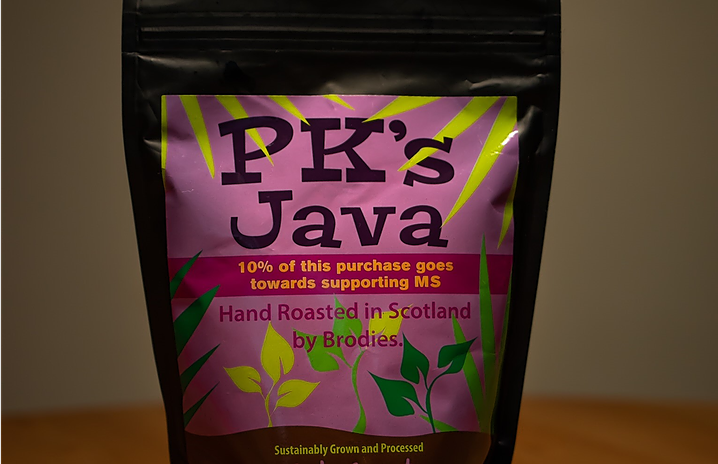 PK's
Java
10% of this purchase goes
towards supporting MS
Hand Roasted in Scotland
by Brodies.
Sustainably Grown and Processed